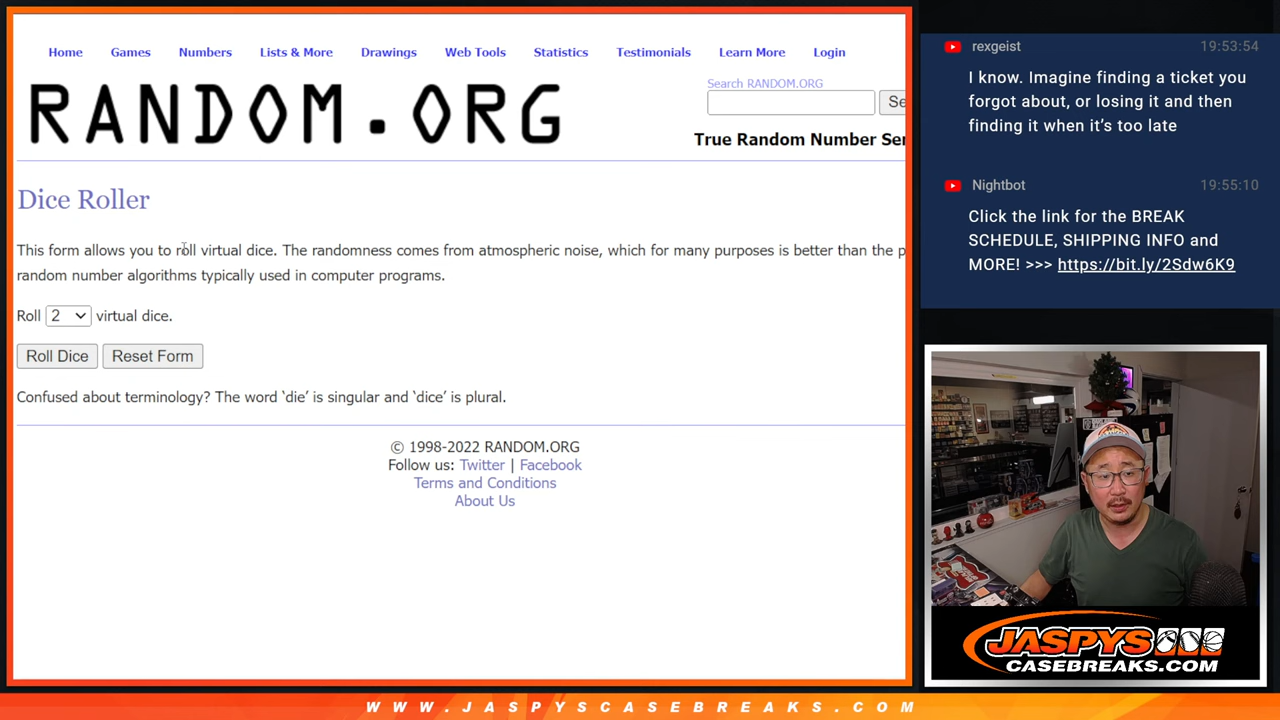 Home Games Numbers Lists & More Drawings Web Tools Statistics Testimonials Learn More Login
RANDOM.ORG
Search RANDOM.ORG
Se
True Random Number Ser
Dice Roller
This form allows you to roll virtual dice. The randomness comes from atmospheric noise, which for many purposes is better than the p
random number algorithms typically used in computer programs.
Roll 2 virtual dice.
Roll Dice Reset Form
Confused about terminology? The word ‘die’ is singular and ‘dice’ is plural.
© 1998-2022 RANDOM.ORG
Follow us: Twitter | Facebook
Terms and Conditions
About Us
rexgeist 19:53:54
I know. Imagine finding a ticket you
forgot about, or losing it and then
finding it when it’s too late
Nightbot 19:55:10
Click the link for the BREAK
SCHEDULE, SHIPPING INFO and
MORE! >>> https://bit.ly/2Sdw6K9
JASPYS
CASEBREAKS.COM
WWW.JASPYSCASEBREAKS.COM